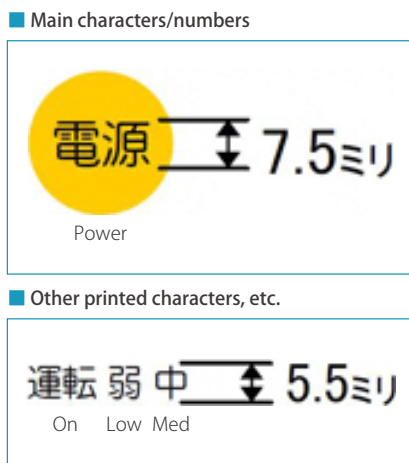 Main characters/numbers
電源 7.5ミリ
Power
Other printed characters, etc.
運転 弱 中 5.5ミリ
On Low Med